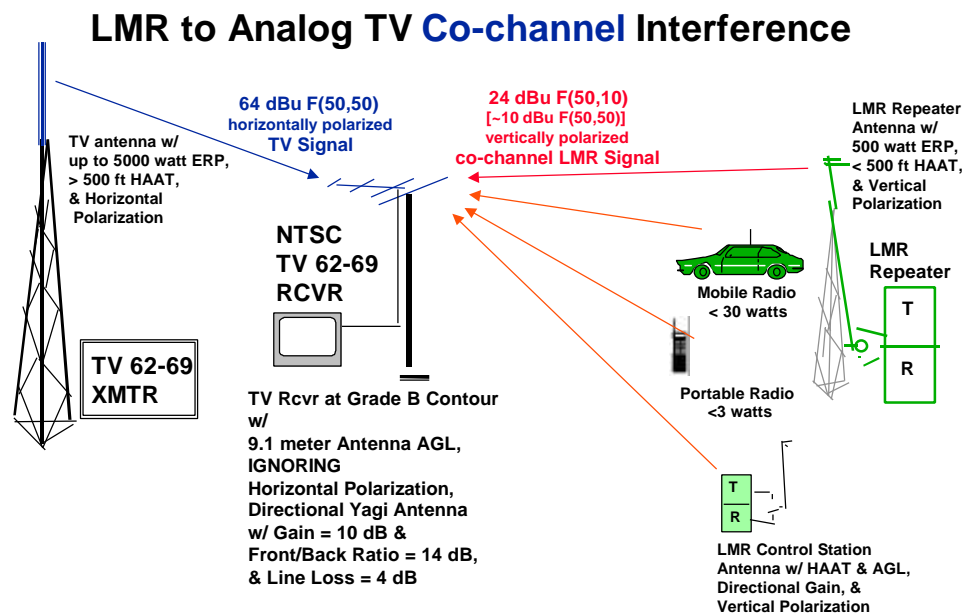 LMR to Analog TV Co-channel Interference
64 dBu F(50,50)
horizontally polarized
TV Signal
24 dBu F(50,10)
[~10 dBu F(50,50)]
vertically polarized
co-channel LMR Signal
TV antenna w/
up to 5000 watt ERP,
> 500 ft HAAT,
& Horizontal
Polarization
LMR Repeater
Antenna w/
500 watt ERP,
< 500 ft HAAT,
& Vertical
Polarization
NTSC
TV 62-69
RCVR
LMR
Repeater
T
R
Mobile Radio
< 30 watts
TV 62-69
XMTR
Portable Radio
<3 watts
TV Rcvr at Grade B Contour
w/
9.1 meter Antenna AGL,
IGNORING
Horizontal Polarization,
Directional Yagi Antenna
w/ Gain = 10 dB &
Front/Back Ratio = 14 dB,
& Line Loss = 4 dB
T
R
LMR Control Station
Antenna w/ HAAT & AGL,
Directional Gain, &
Vertical Polarization